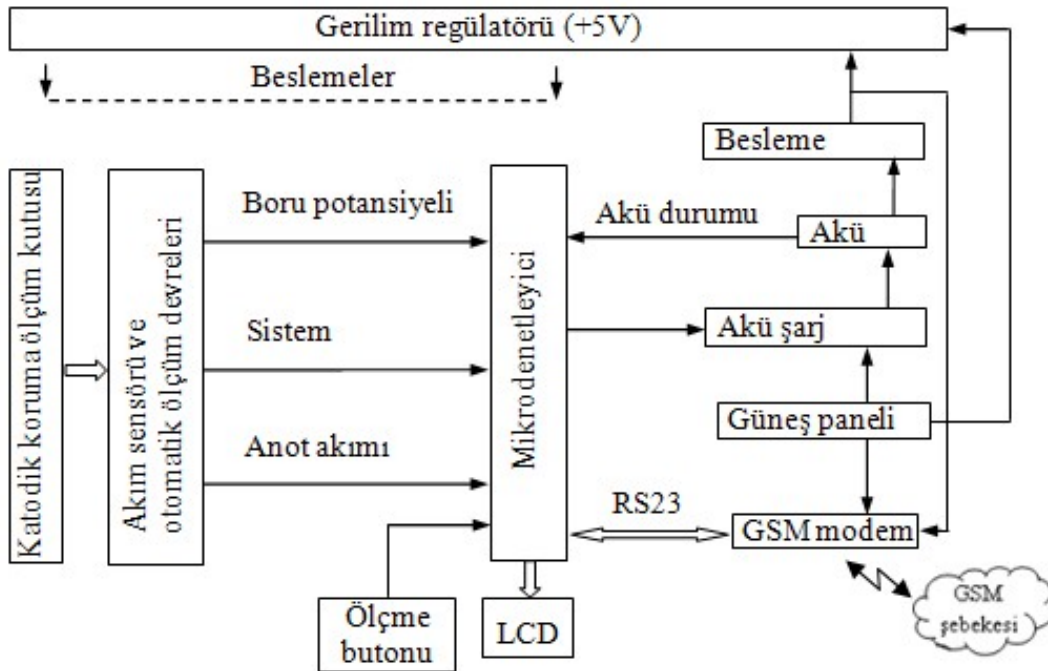 Gerilim regülatörü (+5V)
Beslemeler
Besleme
Katodik koruma ölçüm kutusu
Akım sensörü ve
otomatik ölçüm devreleri
Boru potansiyeli
Sistem
Anot akımı
Mikrodenetleyici
Akü durumu
Akü
Akü şarj
Güneş paneli
RS23
GSM modem
GSM
şebekesi
Ölçme
butonu
LCD